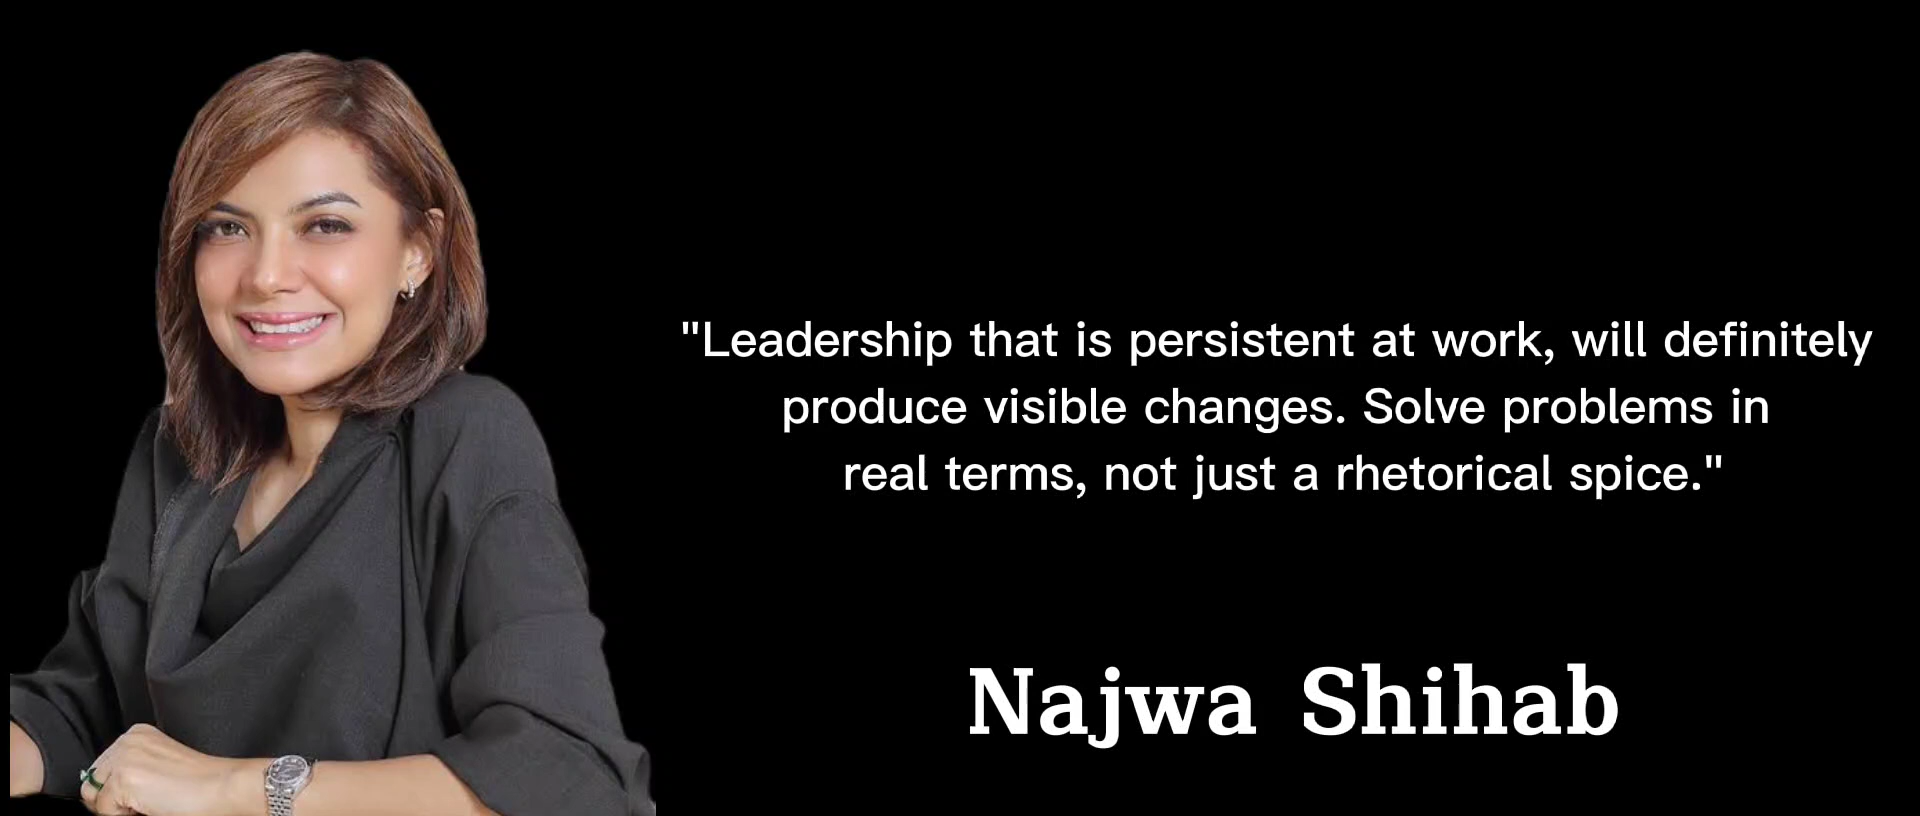 "Leadership that is persistent at work, will definitely
produce visible changes. Solve problems in
real terms, not just a rhetorical spice."
Najwa Shihab